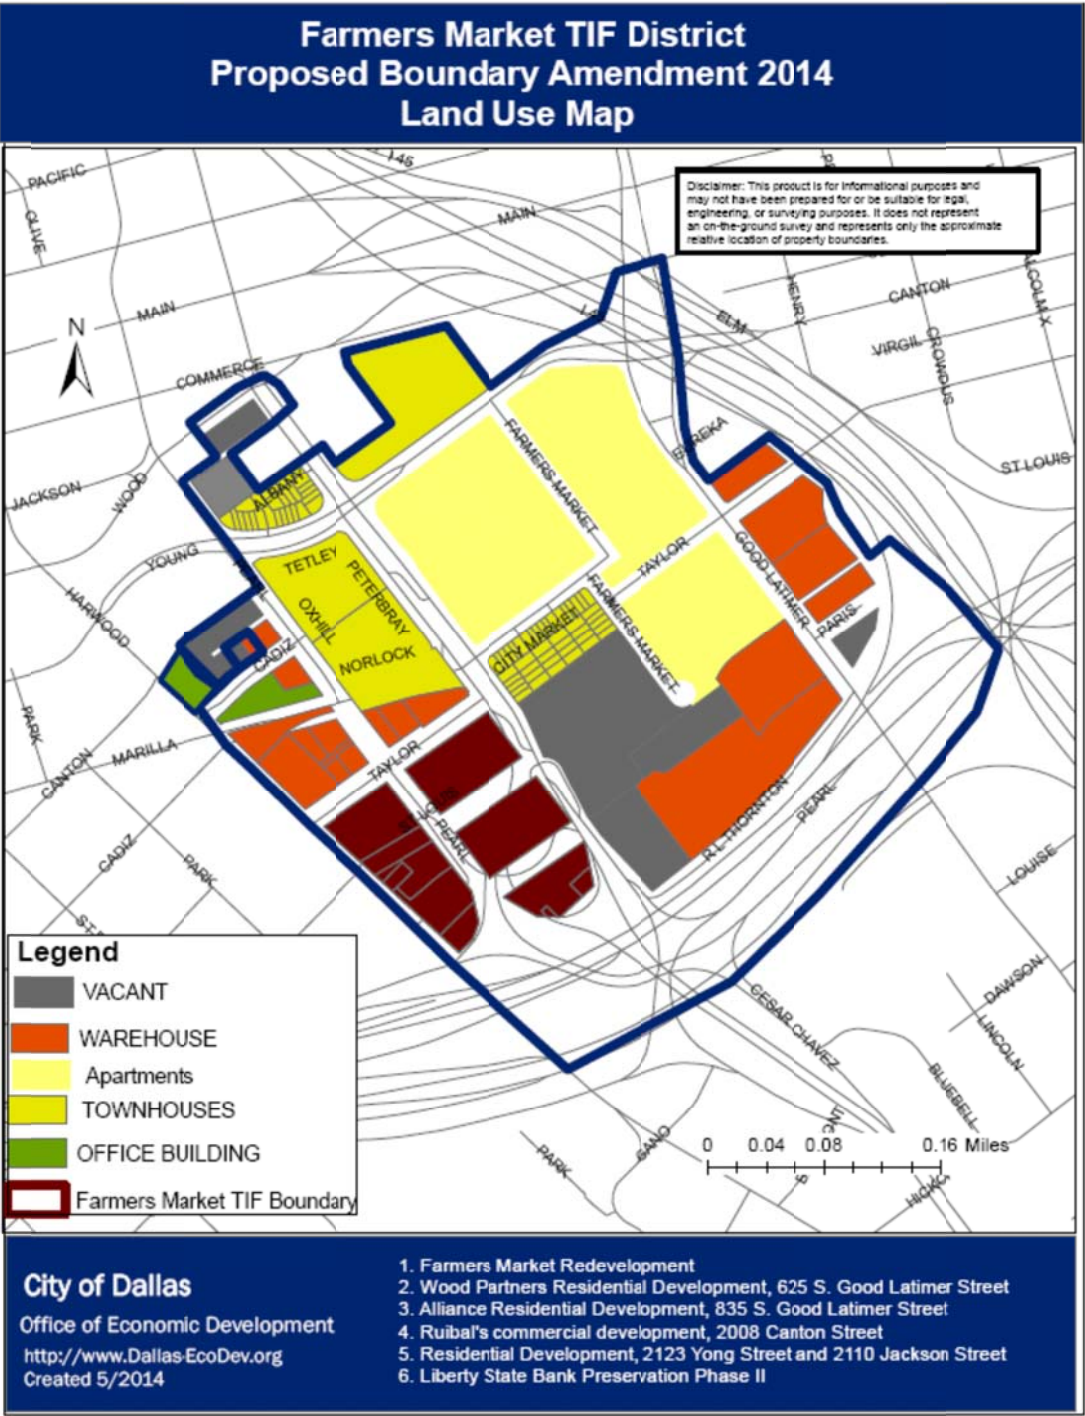 Farmers Market TIF District
Proposed Boundary Amendment 2014
Land Use Map
Disclaimer: This product is for informational purposes and
may not have been prepared for or be suitable for legal,
engineering, or surveying purposes. It does not represent
an on-the-ground survey and represents only the approximate
relative location of property boundaries.
PACIFIC
OLIVE
I 45
MAIN
MAIN
N
COMMERCE
ELM
HENRY
CANTON
VIRGIL
CROWDUS
ST LOUIS
JACKSON
WOOD
YOUNG
HARWOOD
ALBANY
EUREKA
FARMERS MARKET
TAYLOR
GOOD LATIMER
PARIS
TETLEY
PETERBRAY
OXHILL
NORLOCK
CITY MARKET
FARMERS MARKET
CADIZ
PARK
CANTON
MARILLA
TAYLOR
PEARL
CADIZ
PARK
R L THORNTON
PEARL
LOUISE
DAWSON
LINCOLN
CESAR CHAVEZ
BLUEBELL
PARK
GANO
Legend
VACANT
WAREHOUSE
Apartments
TOWNHOUSES
OFFICE BUILDING
Farmers Market TIF Boundary
0 0.04 0.08 0.16 Miles
City of Dallas
Office of Economic Development
http://www.Dallas-EcoDev.org
Created 5/2014
1. Farmers Market Redevelopment
2. Wood Partners Residential Development, 625 S. Good Latimer Street
3. Alliance Residential Development, 835 S. Good Latimer Street
4. Ruibal's commercial development, 2008 Canton Street
5. Residential Development, 2123 Yong Street and 2110 Jackson Street
6. Liberty State Bank Preservation Phase II